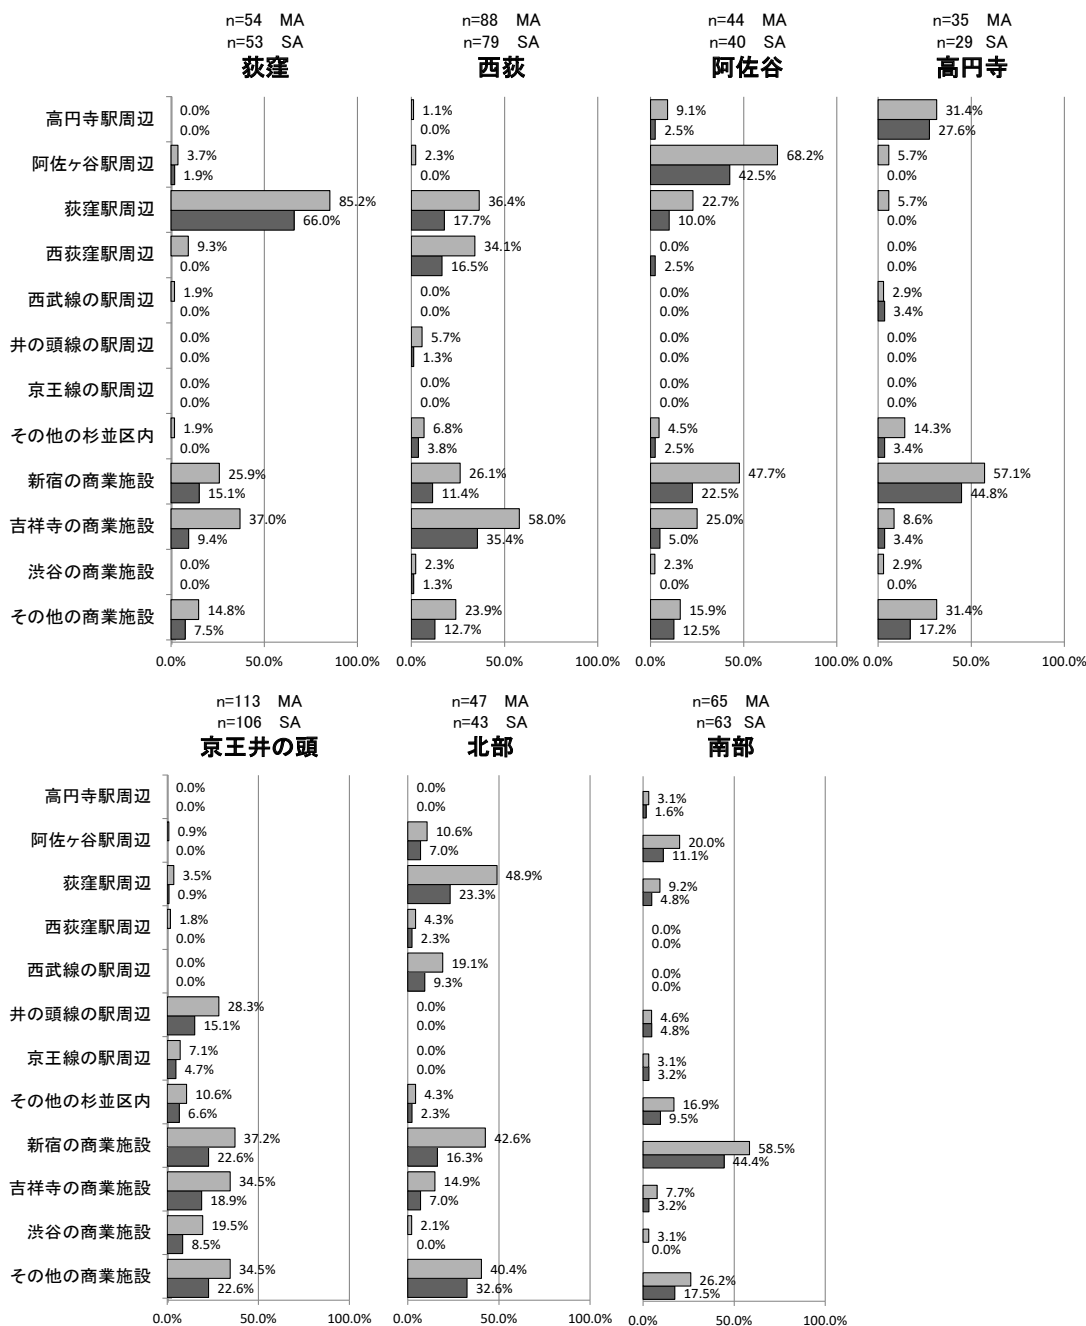 n=54 MA n=88 MA n=44 MA n=35 MA
n=53 SA n=79 SA n=40 SA n=29 SA
荻窪 西荻 阿佐谷 高円寺
高円寺駅周辺 0.0% 1.1% 9.1% 31.4%
0.0% 0.0% 2.5% 27.6%
阿佐ヶ谷駅周辺 3.7% 2.3% 68.2% 5.7%
1.9% 0.0% 42.5% 0.0%
荻窪駅周辺 85.2% 36.4% 22.7% 5.7%
66.0% 17.7% 10.0% 0.0%
西荻窪駅周辺 9.3% 34.1% 0.0% 0.0%
0.0% 16.5% 2.5% 0.0%
西武線の駅周辺 1.9% 0.0% 0.0% 2.9%
0.0% 0.0% 0.0% 3.4%
井の頭線の駅周辺 0.0% 5.7% 0.0% 0.0%
0.0% 1.3% 0.0% 0.0%
京王線の駅周辺 0.0% 0.0% 0.0% 0.0%
0.0% 0.0% 0.0% 0.0%
その他の杉並区内 1.9% 6.8% 4.5% 14.3%
0.0% 3.8% 2.5% 3.4%
新宿の商業施設 25.9% 26.1% 47.7% 57.1%
15.1% 11.4% 22.5% 44.8%
吉祥寺の商業施設 37.0% 58.0% 25.0% 8.6%
9.4% 35.4% 5.0% 3.4%
渋谷の商業施設 0.0% 2.3% 2.3% 2.9%
0.0% 1.3% 0.0% 0.0%
その他の商業施設 14.8% 23.9% 15.9% 31.4%
7.5% 12.7% 12.5% 17.2%
0.0% 50.0% 100.0% 0.0% 50.0% 100.0% 0.0% 50.0% 100.0% 0.0% 50.0% 100.0%
n=113 MA n=47 MA n=65 MA
n=106 SA n=43 SA n=63 SA
京王井の頭 北部 南部
高円寺駅周辺 0.0% 0.0% 3.1%
0.0% 0.0% 1.6%
阿佐ヶ谷駅周辺 0.9% 10.6% 20.0%
0.0% 7.0% 11.1%
荻窪駅周辺 3.5% 48.9% 9.2%
0.9% 23.3% 4.8%
西荻窪駅周辺 1.8% 4.3% 0.0%
0.0% 2.3% 0.0%
西武線の駅周辺 0.0% 19.1% 0.0%
0.0% 9.3% 0.0%
井の頭線の駅周辺 28.3% 0.0% 4.6%
15.1% 0.0% 4.8%
京王線の駅周辺 7.1% 0.0% 3.1%
4.7% 0.0% 3.2%
その他の杉並区内 10.6% 4.3% 16.9%
6.6% 2.3% 9.5%
新宿の商業施設 37.2% 42.6% 58.5%
22.6% 16.3% 44.4%
吉祥寺の商業施設 34.5% 14.9% 7.7%
18.9% 7.0% 3.2%
渋谷の商業施設 19.5% 2.1% 3.1%
8.5% 0.0% 0.0%
その他の商業施設 34.5% 40.4% 26.2%
22.6% 32.6% 17.5%
0.0% 50.0% 100.0% 0.0% 50.0% 100.0% 0.0% 50.0% 100.0%